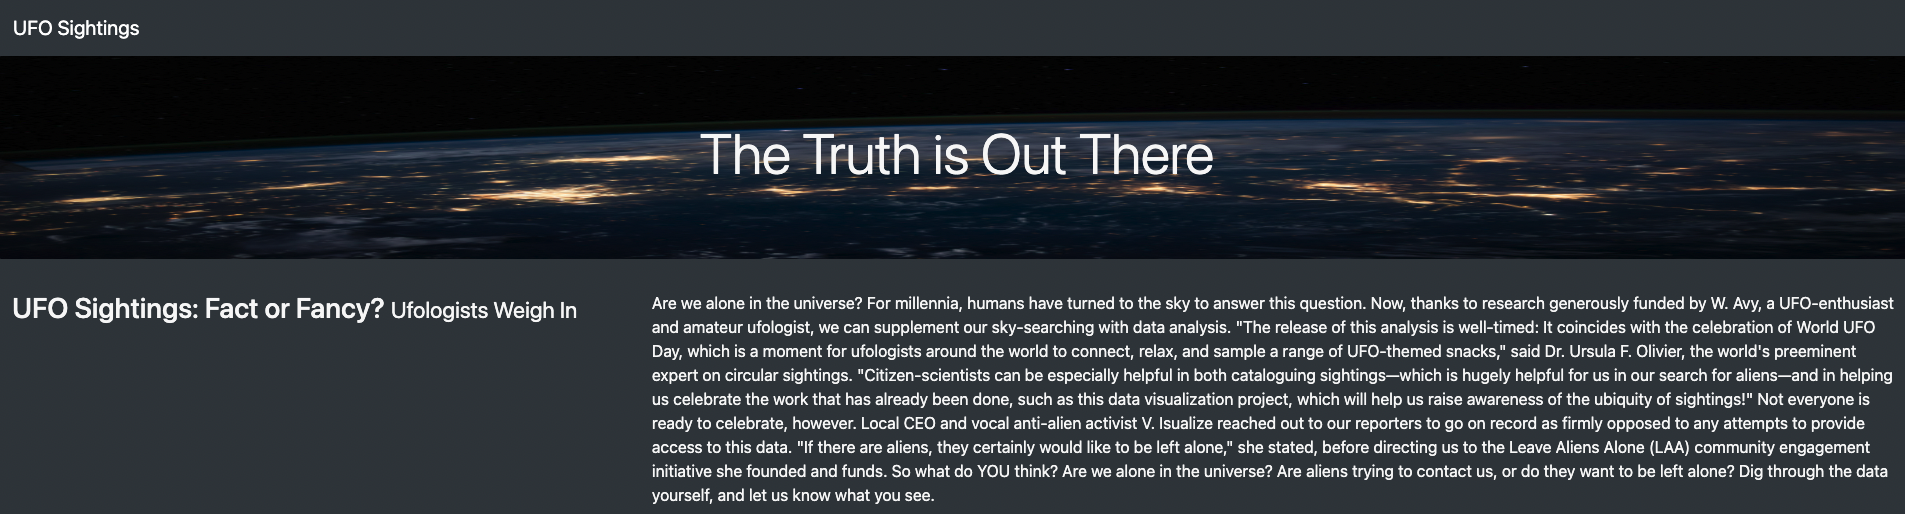 UFO Sightings
The Truth is Out There
UFO Sightings: Fact or Fancy? Ufologists Weigh In
Are we alone in the universe? For millennia, humans have turned to the sky to answer this question. Now, thanks to research generously funded by W. Avy, a UFO-enthusiast
and amateur ufologist, we can supplement our sky-searching with data analysis. "The release of this analysis is well-timed: It coincides with the celebration of World UFO
Day, which is a moment for ufologists around the world to connect, relax, and sample a range of UFO-themed snacks," said Dr. Ursula F. Olivier, the world's preeminent
expert on circular sightings. "Citizen-scientists can be especially helpful in both cataloguing sightings—which is hugely helpful for us in our search for aliens—and in helping
us celebrate the work that has already been done, such as this data visualization project, which will help us raise awareness of the ubiquity of sightings!" Not everyone is
ready to celebrate, however. Local CEO and vocal anti-alien activist V. Isualize reached out to our reporters to go on record as firmly opposed to any attempts to provide
access to this data. "If there are aliens, they certainly would like to be left alone," she stated, before directing us to the Leave Aliens Alone (LAA) community engagement
initiative she founded and funds. So what do YOU think? Are we alone in the universe? Are aliens trying to contact us, or do they want to be left alone? Dig through the data
yourself, and let us know what you see.